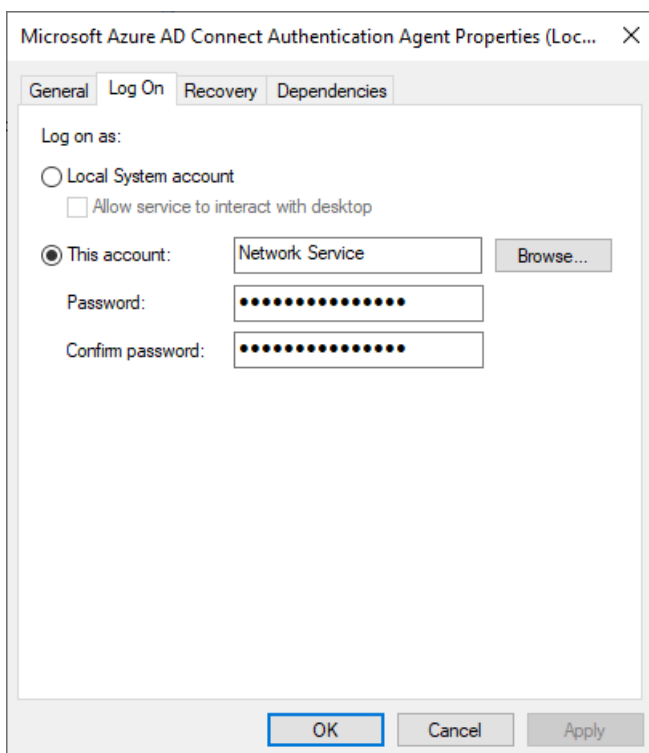 Microsoft Azure AD Connect Authentication Agent Properties (Loc...
General Log On Recovery Dependencies
Log on as:
Local System account
Allow service to interact with desktop
This account: Network Service Browse...
Password: ●●●●●●●●●●●●●●●
Confirm password: ●●●●●●●●●●●●●●●
OK Cancel Apply